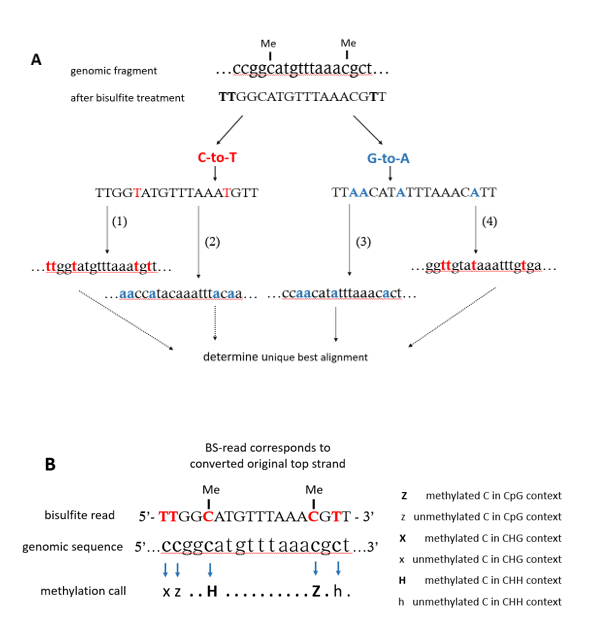 Me Me
A
genomic fragment …ccggcatgtttaaacgct…
after bisulfite treatment TTGGCATGTTTAAACGTT
C-to-T G-to-A
TTGGTATGTTTAAATGTT TTAACATATTTAAACATT
(1) (2) (3) (4)
…ttggtatgtttaaatgtt… …ggttgtataaatttgtga…
…aaccatacaaatttacaa… …ccaacatatttaaacact…
determine unique best alignment
B
BS-read corresponds to
converted original top strand
Me Me
bisulfite read 5'- TTGGCATGTTTAAACGTT - 3'
genomic sequence 5'…ccggcatgtttaaacgct…3'
methylation call x z . . H . . . . . . . . . . Z . h .
Z methylated C in CpG context
z unmethylated C in CpG context
X methylated C in CHG context
x unmethylated C in CHG context
H methylated C in CHH context
h unmethylated C in CHH context